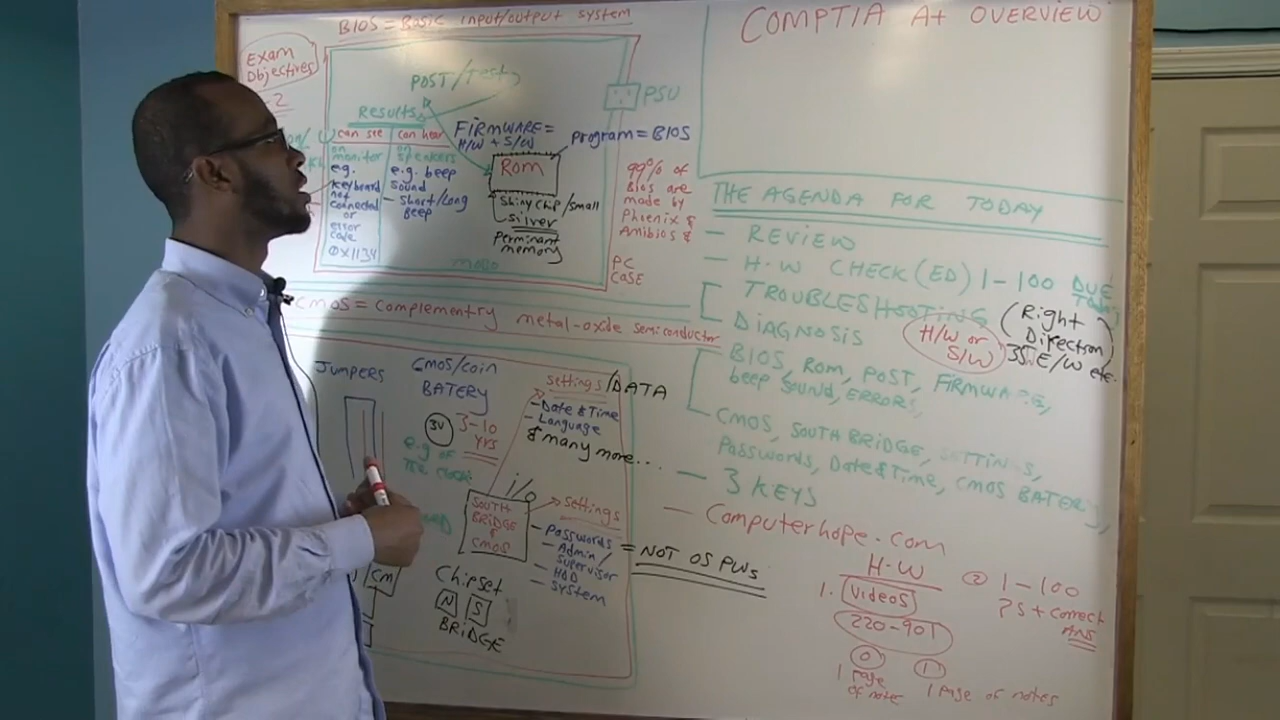 BIOS = Basic input/output system
Exam
Objectives
POST/Test
Results
can see
can hear
on
monitor
e.g.
keyboard
not
connected
or
error
code
0x1134
on
speakers
e.g. beep
sound
- Short/Long
beep
FiRMWARE =
H/W + S/W
program = BIOS
Rom
Shiny chip/small
silver
Perminant
memory
MOBO
PSU
99% of
Bios are
made by
Phoenix &
Amibios &
PC
CASE
CMOS = Complementry metal-oxide semiconductor
Jumpers
CMOS/coin
BATERY
3V
3-10
yrs
e.g of
settings/DATA
- Date & Time
- Language
& many more...
i/o
SOUTH
BRiDGE
&
CMOS
settings
- Passwords
- Admin/
supervisor
- HDD
- system
= NOT OS PWs
Chipset
N S
BRiDGE
CM
COMPTIA A+ OVERVIEW
THE AGENDA FOR TODAY
- REVIEW
- H-W CHECK(ED) 1-100 DUE
TROUBLESHOOTING
DIAGNOSIS
H/W or
S/W
(Right
Direction)
BIOS, ROM, POST, FIRMWARE,
beep sound, ERRORS,
- CMOS, SOUTH BRIDGE, SETTINGS,
Passwords, Date & Time, CMOS BATERY,
- 3 KEYS
- Computerhope.com
H-W
1. Videos
220-901
0
1 page
of notes
1
1 page of notes
② 1-100
?s + correct
Ans